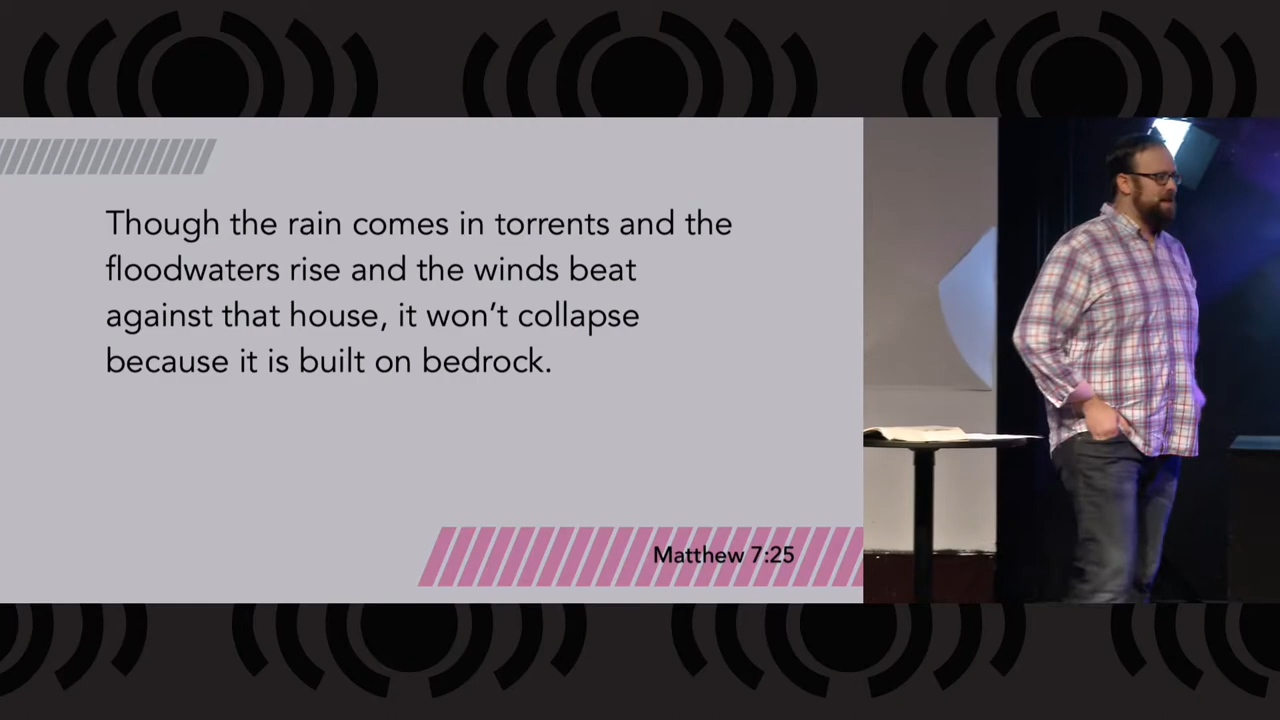 Though the rain comes in torrents and the
floodwaters rise and the winds beat
against that house, it won’t collapse
because it is built on bedrock.
Matthew 7:25